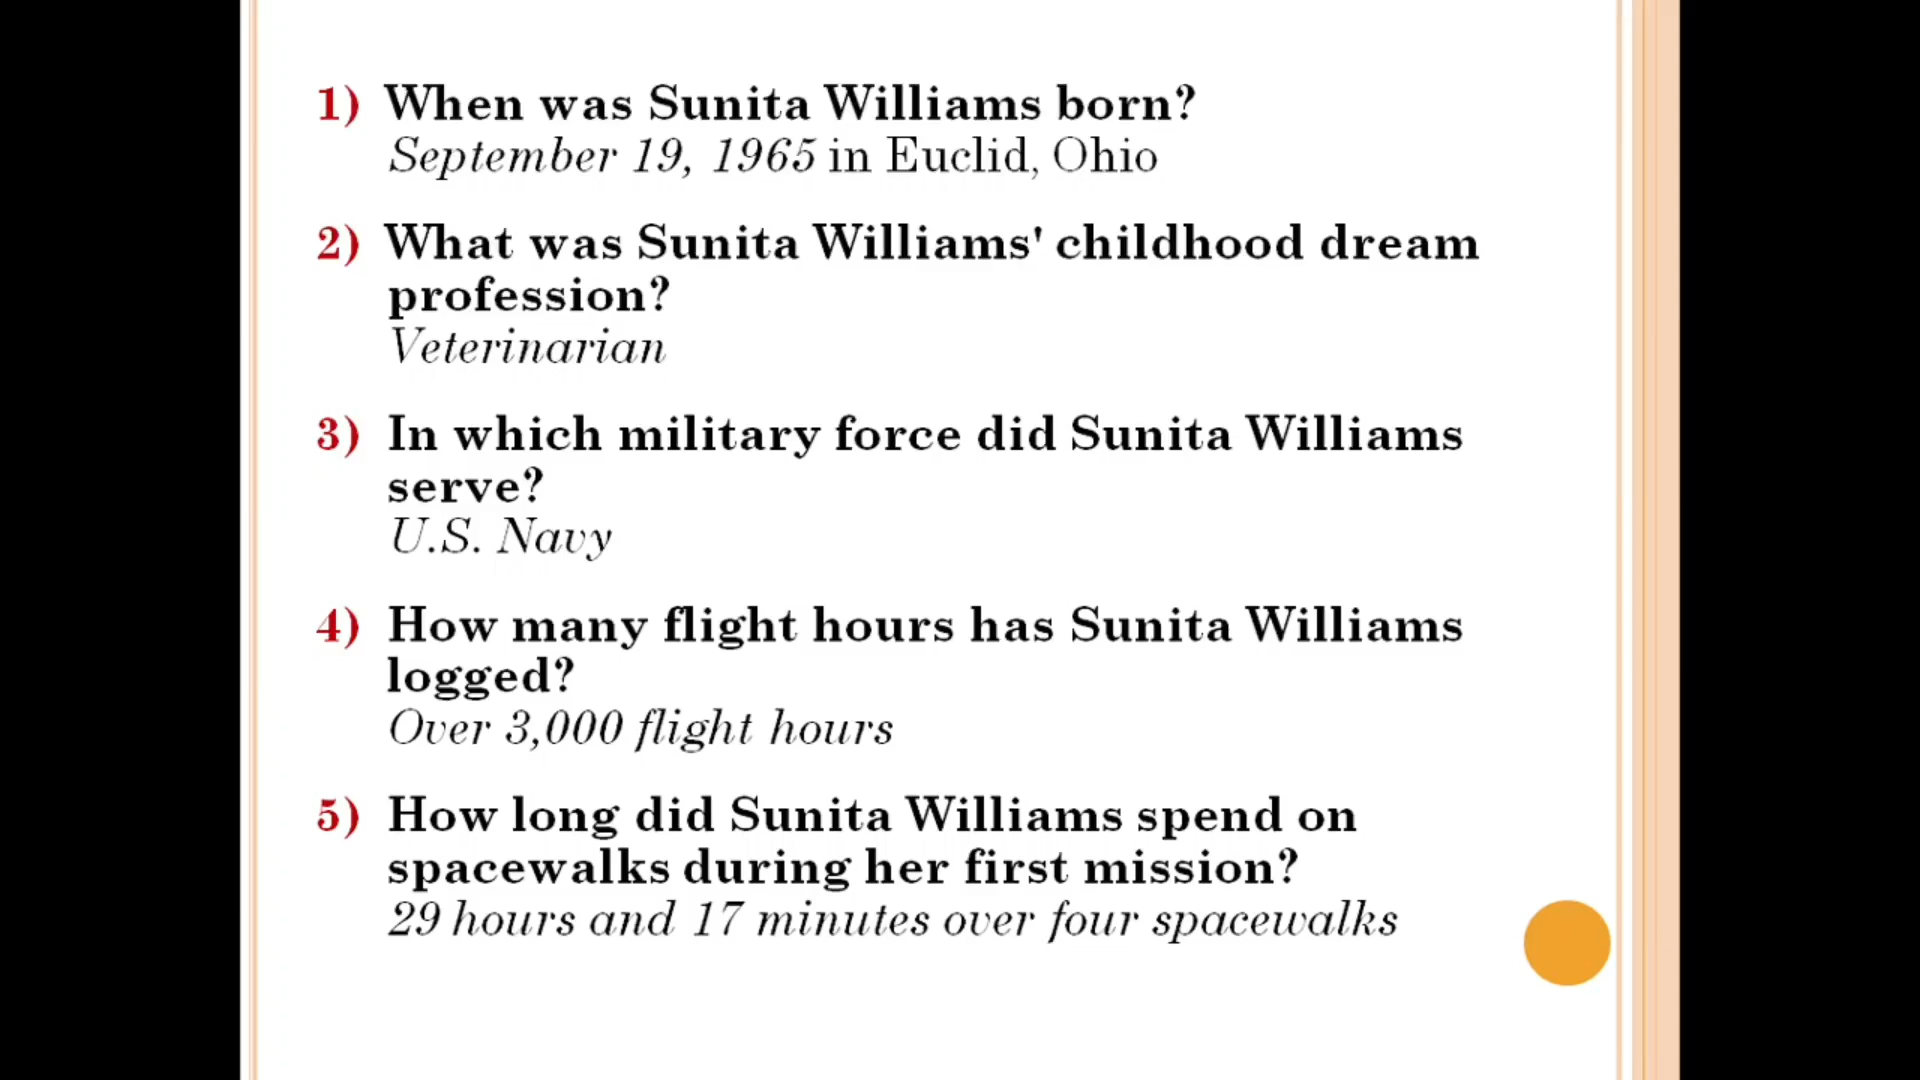 1) When was Sunita Williams born?
September 19, 1965 in Euclid, Ohio
2) What was Sunita Williams' childhood dream
profession?
Veterinarian
3) In which military force did Sunita Williams
serve?
U.S. Navy
4) How many flight hours has Sunita Williams
logged?
Over 3,000 flight hours
5) How long did Sunita Williams spend on
spacewalks during her first mission?
29 hours and 17 minutes over four spacewalks